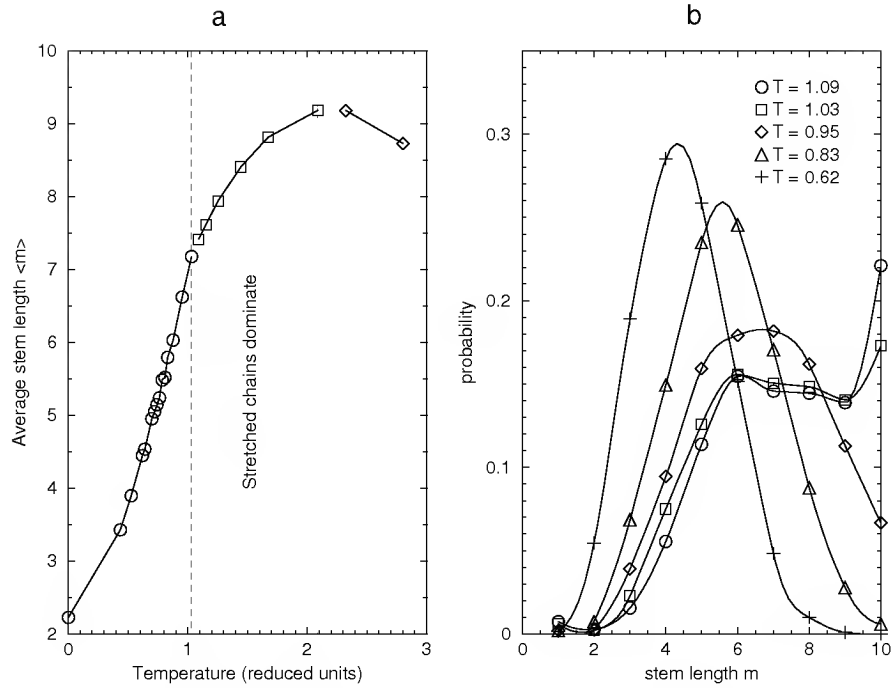 a
b
10
9
8
7
6
5
4
3
2
Average stem length <m>
Stretched chains dominate
0
1
2
3
Temperature (reduced units)
T = 1.09
T = 1.03
T = 0.95
T = 0.83
T = 0.62
0.3
0.2
0.1
0
probability
0
2
4
6
8
10
stem length m